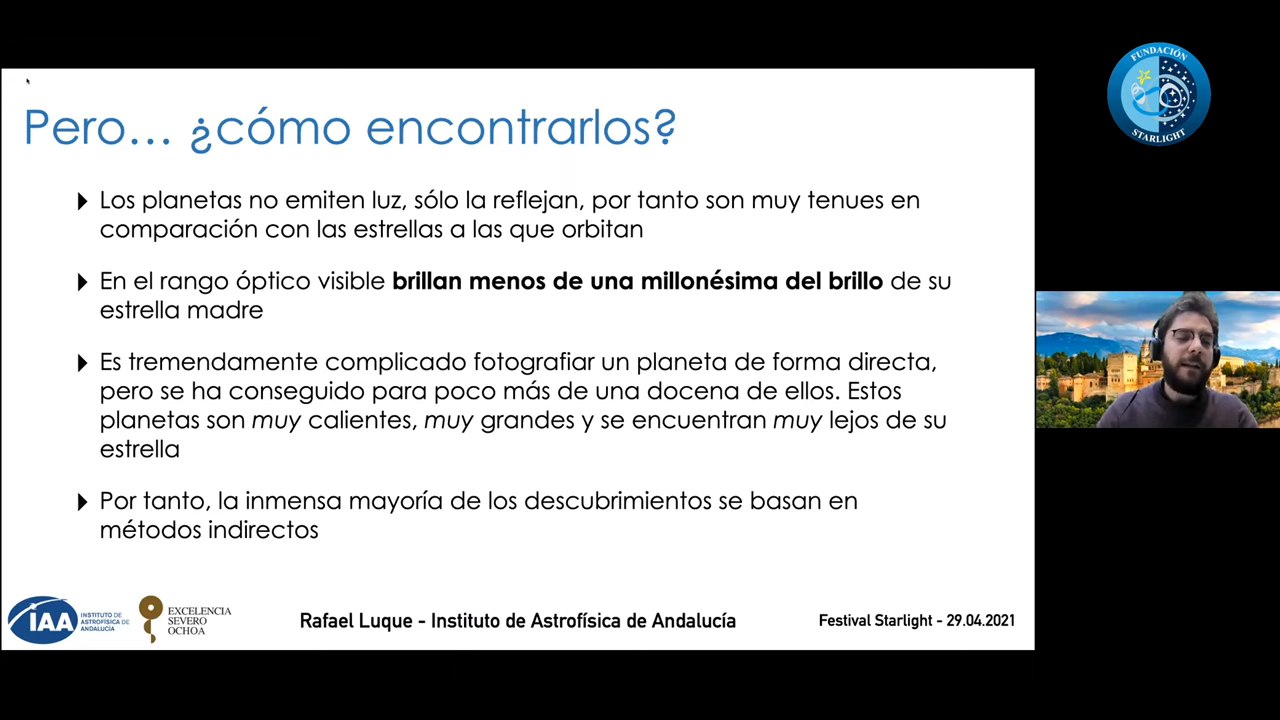 Pero... ¿cómo encontrarlos?
Los planetas no emiten luz, sólo la reflejan, por tanto son muy tenues en
comparación con las estrellas a las que orbitan
En el rango óptico visible brillan menos de una millonésima del brillo de su
estrella madre
Es tremendamente complicado fotografiar un planeta de forma directa,
pero se ha conseguido para poco más de una docena de ellos. Estos
planetas son muy calientes, muy grandes y se encuentran muy lejos de su
estrella
Por tanto, la inmensa mayoría de los descubrimientos se basan en
métodos indirectos
IAA
INSTITUTO DE
ASTROFÍSICA DE
ANDALUCÍA
EXCELENCIA
SEVERO
OCHOA
Rafael Luque - Instituto de Astrofísica de Andalucía
Festival Starlight - 29.04.2021
FUNDACIÓN
STARLIGHT